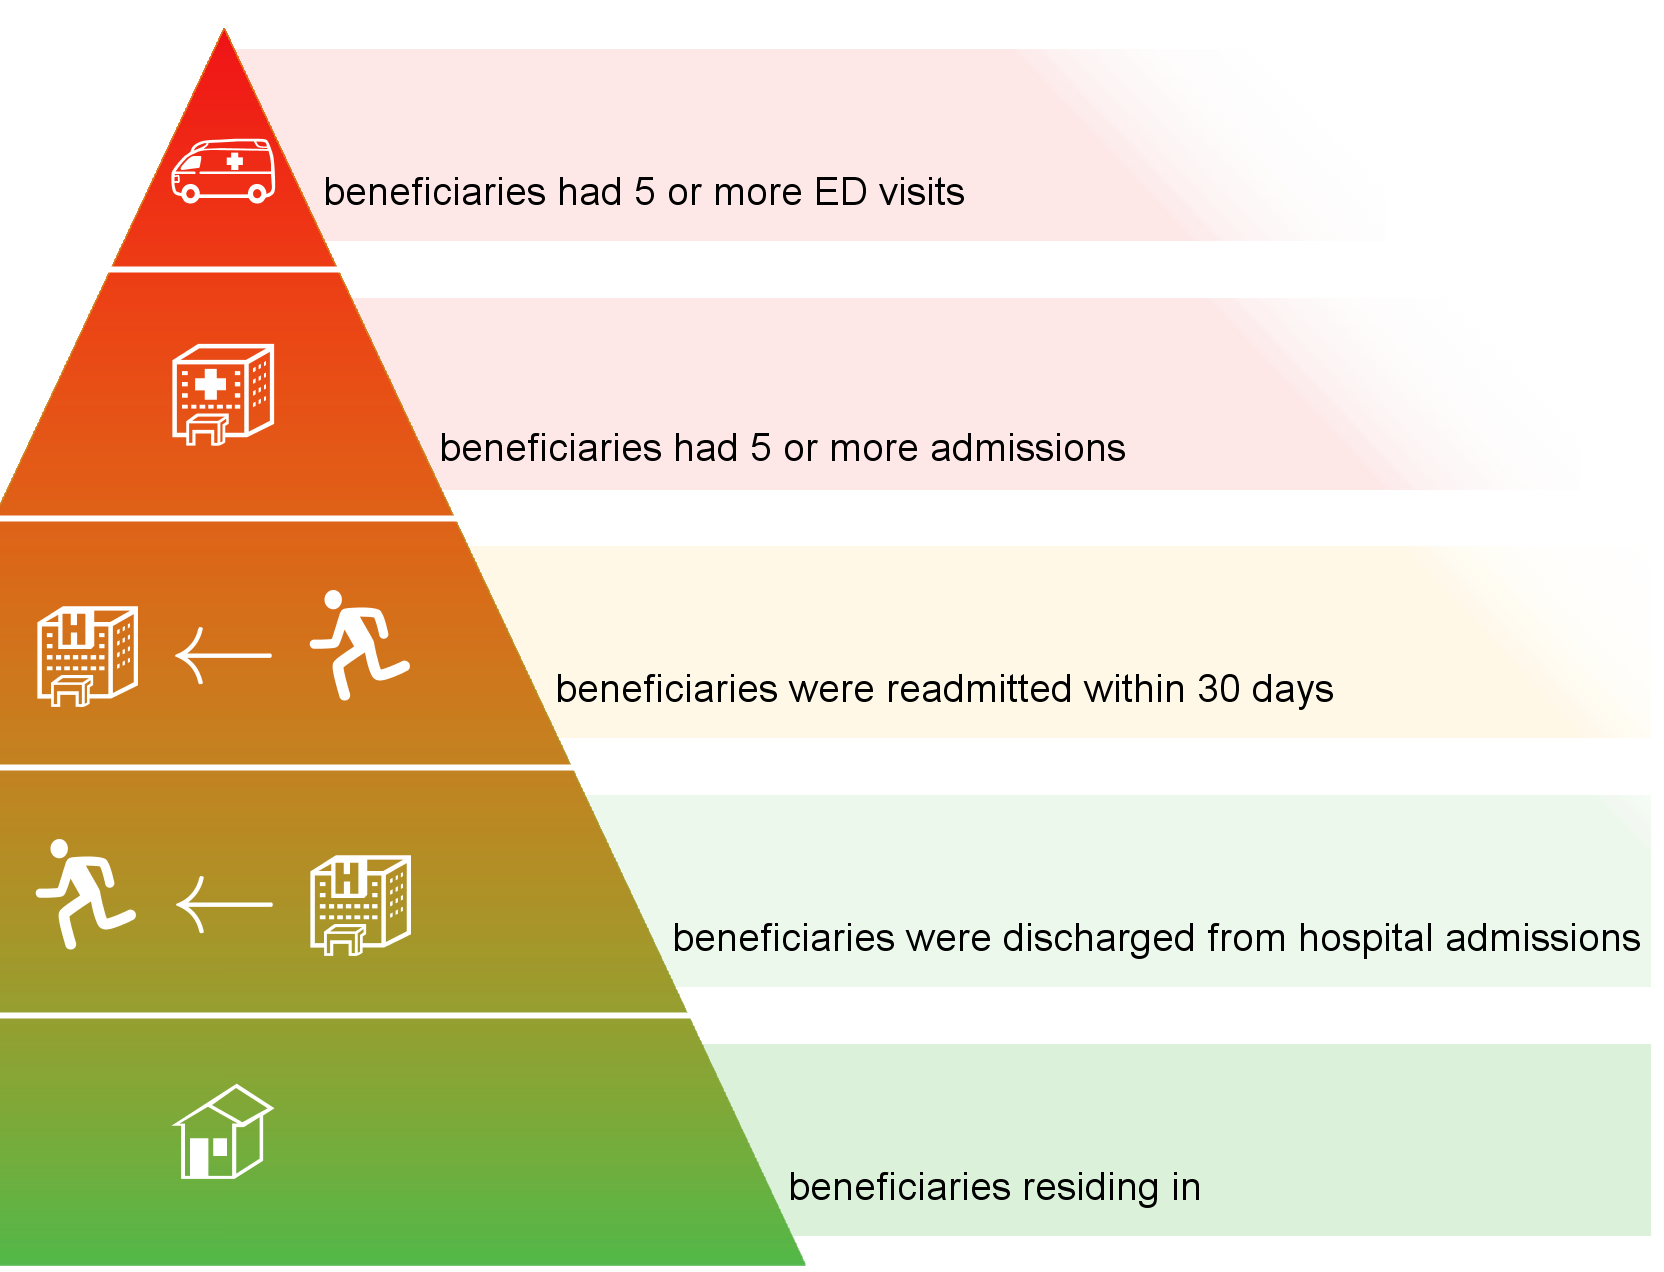 beneficiaries had 5 or more ED visits
beneficiaries had 5 or more admissions
H
beneficiaries were readmitted within 30 days
H
beneficiaries were discharged from hospital admissions
beneficiaries residing in